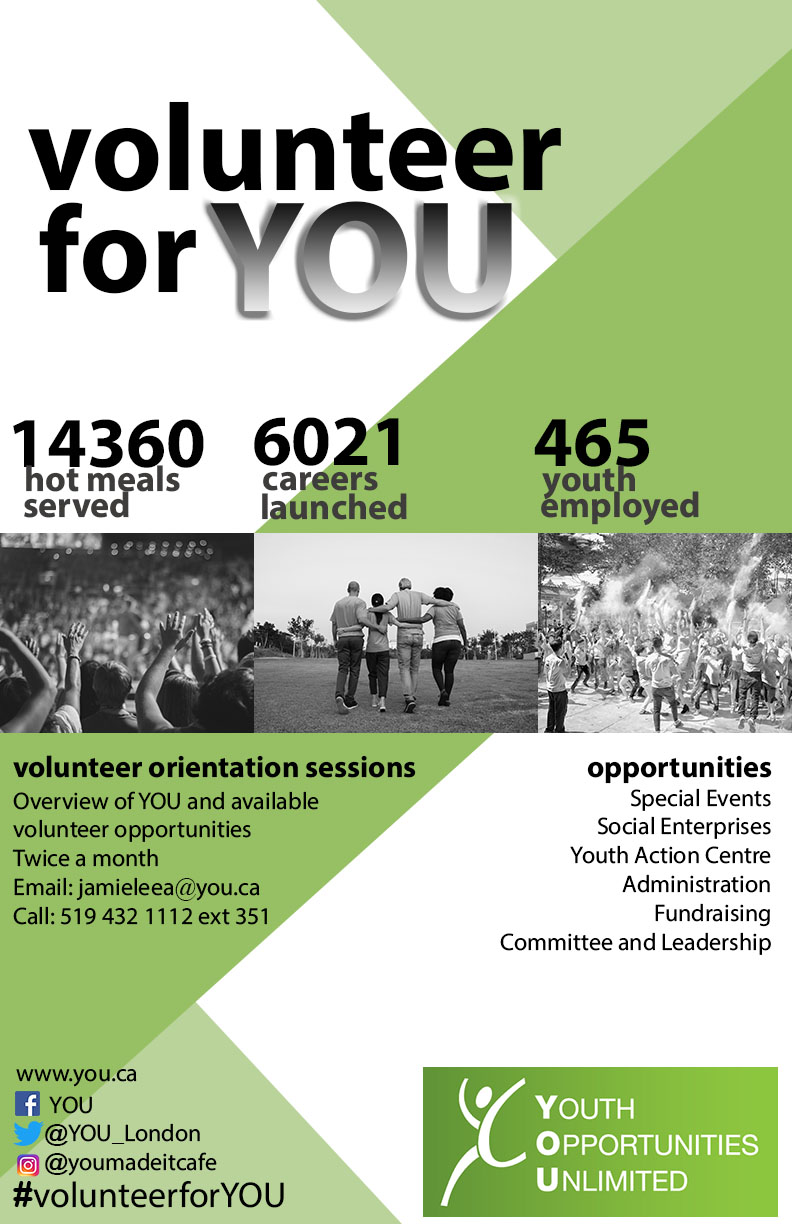 volunteer
for YOU
14360
hot meals
served
6021
careers
launched
465
youth
employed
volunteer orientation sessions
Overview of YOU and available
volunteer opportunities
Twice a month
Email: jamieleea@you.ca
Call: 519 432 1112 ext 351
opportunities
Special Events
Social Enterprises
Youth Action Centre
Administration
Fundraising
Committee and Leadership
www.you.ca
YOU
@YOU_London
@youmadeitcafe
#volunteerforYOU
YOUTH
OPPORTUNITIES
UNLIMITED